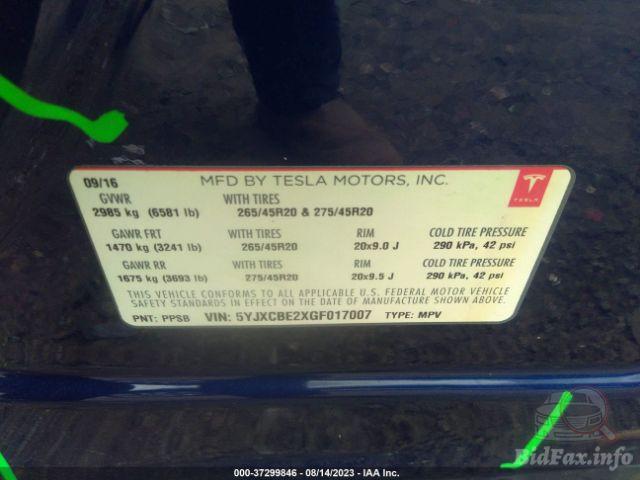 09/16 MFD BY TESLA MOTORS, INC.
GVWR WITH TIRES
2985 kg (6581 lb) 265/45R20 & 275/45R20
TESLA
GAWR FRT WITH TIRES RIM COLD TIRE PRESSURE
1470 kg (3241 lb) 265/45R20 20x9.0 J 290 kPa, 42 psi
GAWR RR WITH TIRES RIM COLD TIRE PRESSURE
1675 kg (3693 lb) 275/45R20 20x9.5 J 290 kPa, 42 psi
THIS VEHICLE CONFORMS TO ALL APPLICABLE U.S. FEDERAL MOTOR VEHICLE
SAFETY STANDARDS IN EFFECT ON THE DATE OF MANUFACTURE SHOWN ABOVE.
PNT: PPSB VIN: 5YJXCBE2XGF017007 TYPE: MPV
BidFax.info
000-37299846 - 08/14/2023 - IAA Inc.